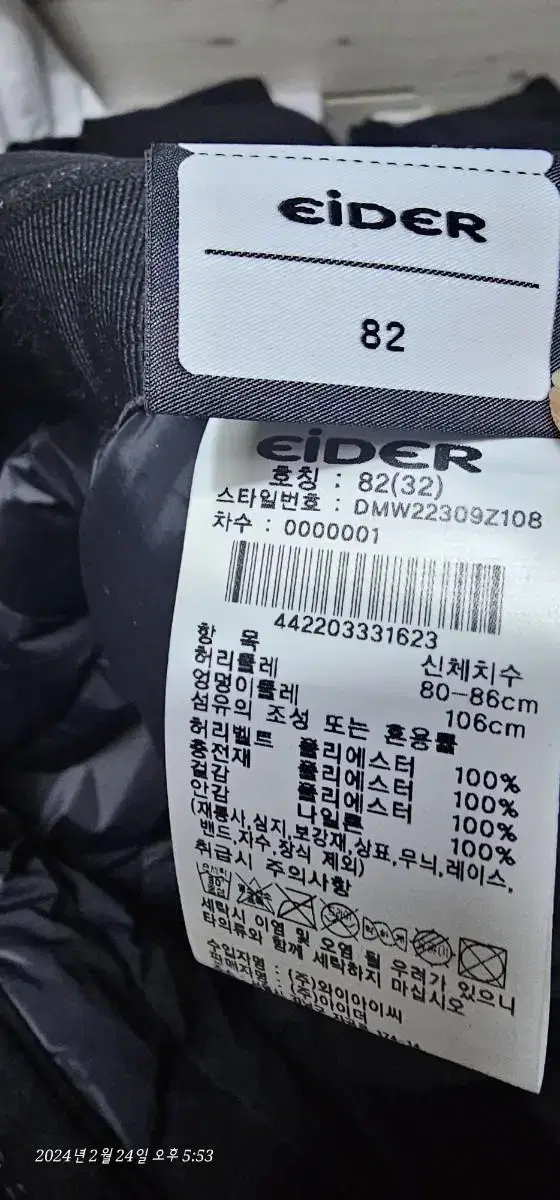 EiDER
82
EiDER
호칭 : 82(32)
스타일번호 : DMW22309Z108
차수 : 0000001
442203331623
항 목 신체치수
허리둘레 80-86cm
엉덩이둘레 106cm
섬유의 조성 또는 혼용률
허리벨트 폴리에스터 100%
충전재 폴리에스터 100%
겉감 폴리에스터 100%
안감 나일론 100%
(재봉사,심지,보강재,상표,무늬,레이스,
밴드,자수,장식 제외)
취급시 주의사항
세탁시 이염 및 오염 될 우려가 있으니
타의류와 함께 세탁하지 마십시오
수입자명 : (주)와이아이씨
판매자명 : (주)아이더
2024년 2월 24일 오후 5:53